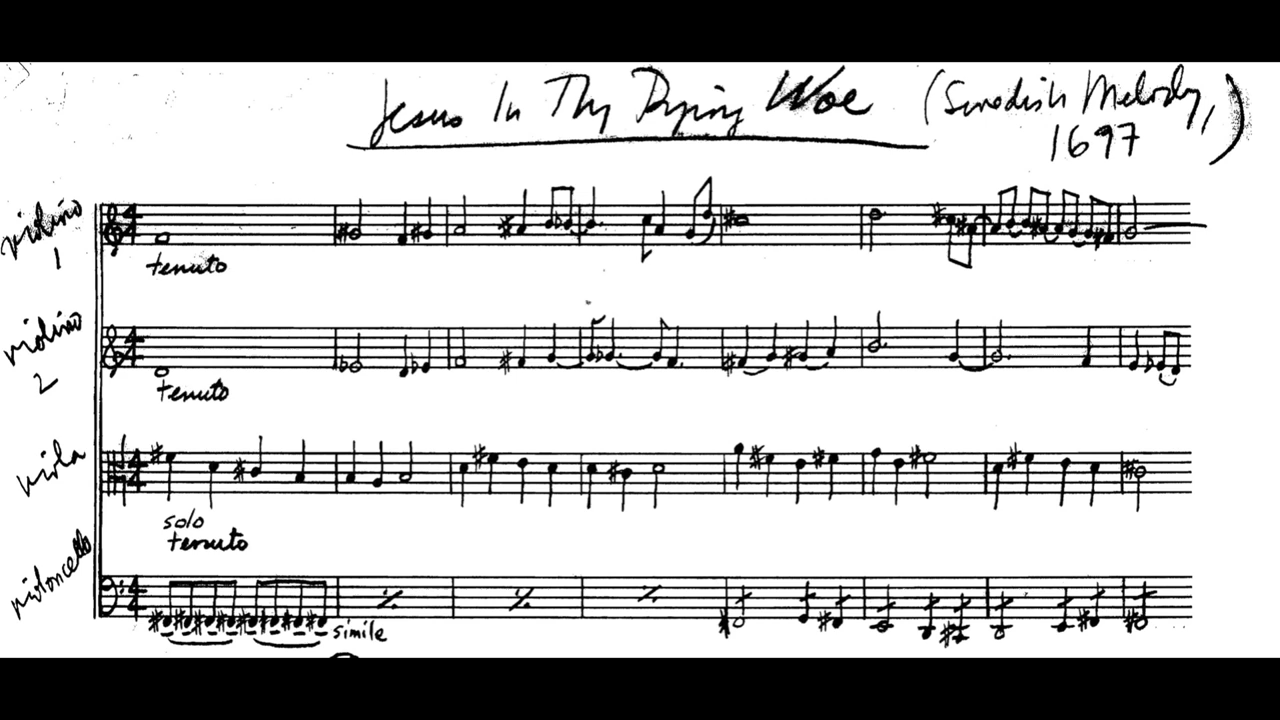 Jesus In Thy Dying Woe (Swedish Melody,
1697)
violino
1
tenuto
violino
2
tenuto
viola
solo
tenuto
violoncello
simile